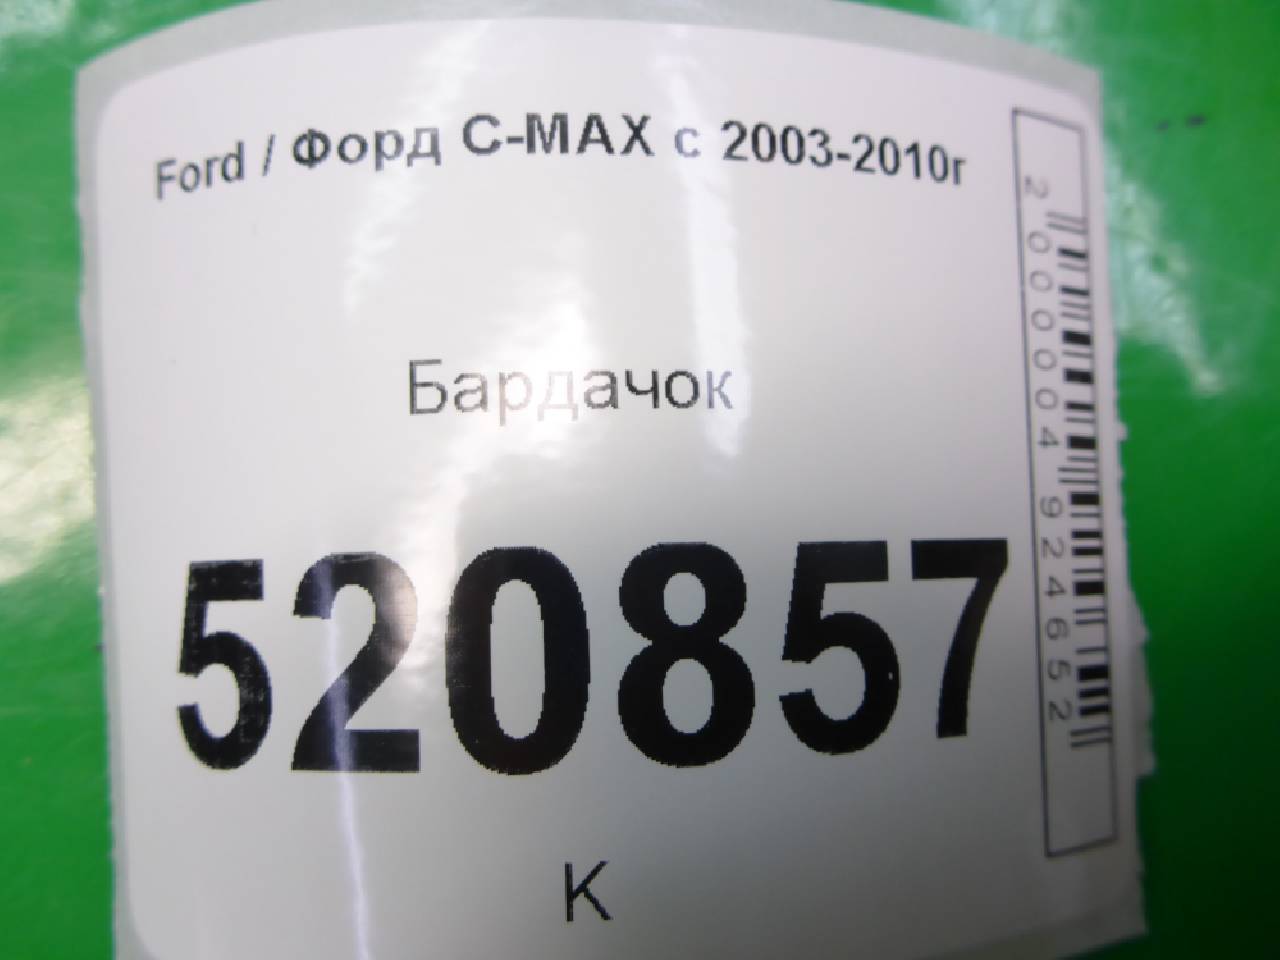 Ford / Форд C-MAX с 2003-2010г
Бардачок
520857
К
2000004924652